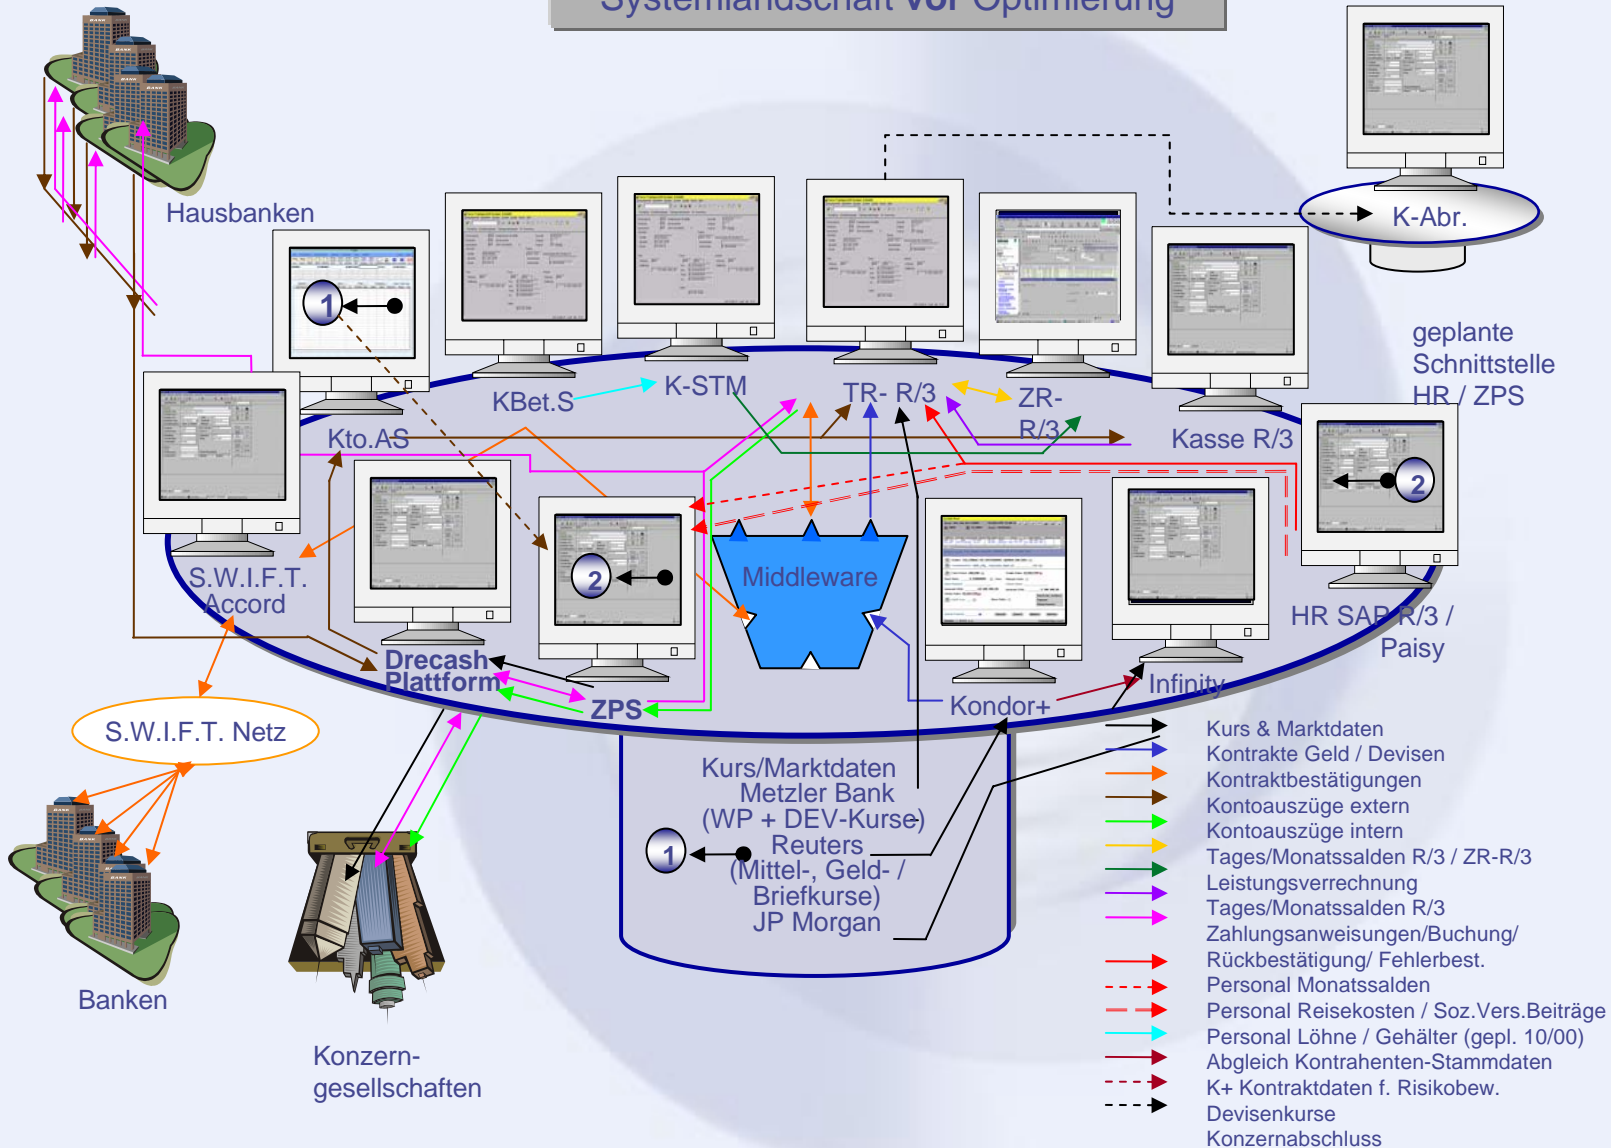 Systemlandschaft vor Optimierung
Hausbanken
K-Abr.
geplante
Schnittstelle
HR / ZPS
1
KBet.S
K-STM
TR- R/3
ZR-
R/3
Kasse R/3
Kto.AS
2
S.W.I.F.T.
Accord
2
Middleware
HR SAP R/3 /
Paisy
Drecash
Plattform
ZPS
Kondor+
Infinity
S.W.I.F.T. Netz
Kurs/Marktdaten
Metzler Bank
(WP + DEV-Kurse)
1
Reuters
(Mittel-, Geld- /
Briefkurse)
JP Morgan
Banken
Konzern-
gesellschaften
Kurs & Marktdaten
Kontrakte Geld / Devisen
Kontraktbestätigungen
Kontoauszüge extern
Kontoauszüge intern
Tages/Monatssalden R/3 / ZR-R/3
Leistungsverrechnung
Tages/Monatssalden R/3
Zahlungsanweisungen/Buchung/
Rückbestätigung/ Fehlerbest.
Personal Monatssalden
Personal Reisekosten / Soz.Vers.Beiträge
Personal Löhne / Gehälter (gepl. 10/00)
Abgleich Kontrahenten-Stammdaten
K+ Kontraktdaten f. Risikobew.
Devisenkurse
Konzernabschluss